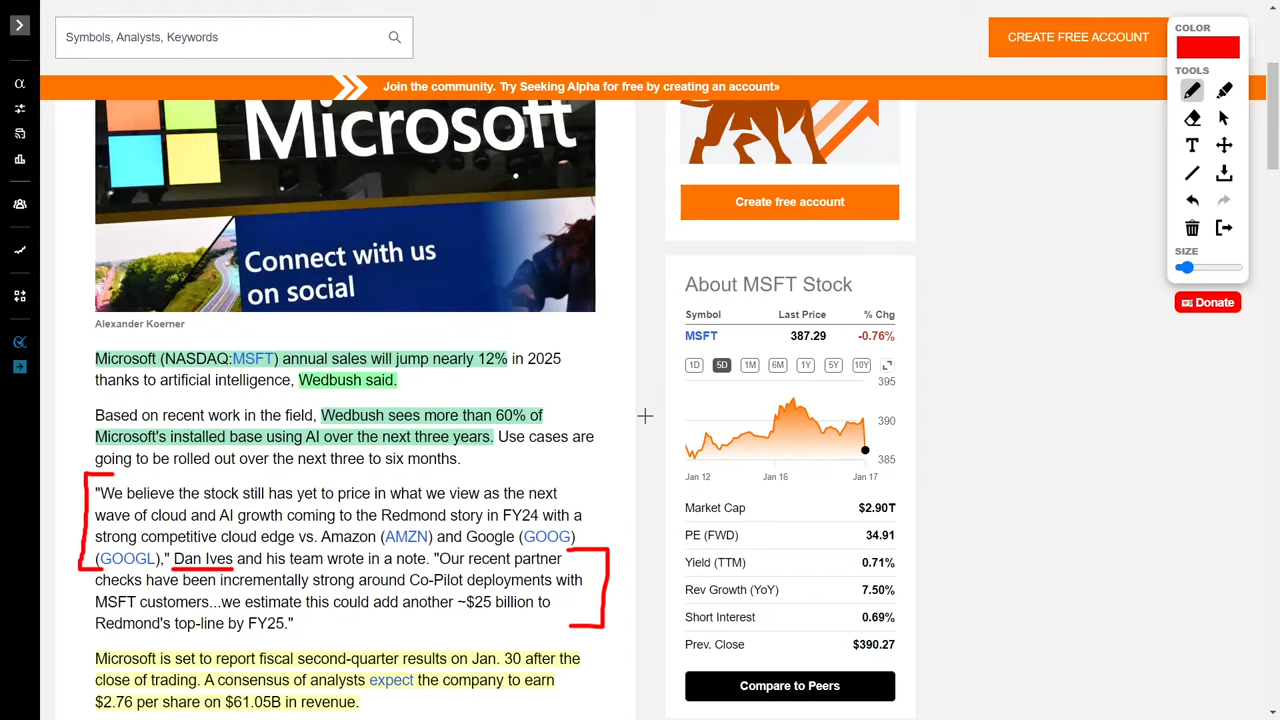 Symbols, Analysts, Keywords
CREATE FREE ACCOUNT
Join the community. Try Seeking Alpha for free by creating an account»
Microsoft
Connect with us
on social
Alexander Koerner
Microsoft (NASDAQ:MSFT) annual sales will jump nearly 12% in 2025
thanks to artificial intelligence, Wedbush said.
Based on recent work in the field, Wedbush sees more than 60% of
Microsoft's installed base using AI over the next three years. Use cases are
going to be rolled out over the next three to six months.
"We believe the stock still has yet to price in what we view as the next
wave of cloud and AI growth coming to the Redmond story in FY24 with a
strong competitive cloud edge vs. Amazon (AMZN) and Google (GOOG)
(GOOGL)," Dan Ives and his team wrote in a note. "Our recent partner
checks have been incrementally strong around Co-Pilot deployments with
MSFT customers...we estimate this could add another ~$25 billion to
Redmond's top-line by FY25."
Microsoft is set to report fiscal second-quarter results on Jan. 30 after the
close of trading. A consensus of analysts expect the company to earn
$2.76 per share on $61.05B in revenue.
Create free account
About MSFT Stock
Symbol Last Price % Chg
MSFT 387.29 -0.76%
1D 5D 1M 6M 1Y 5Y 10Y
395
390
385
Jan 12 Jan 16 Jan 17
Market Cap $2.90T
PE (FWD) 34.91
Yield (TTM) 0.71%
Rev Growth (YoY) 7.50%
Short Interest 0.69%
Prev. Close $390.27
Compare to Peers
COLOR
TOOLS
T
SIZE
Donate